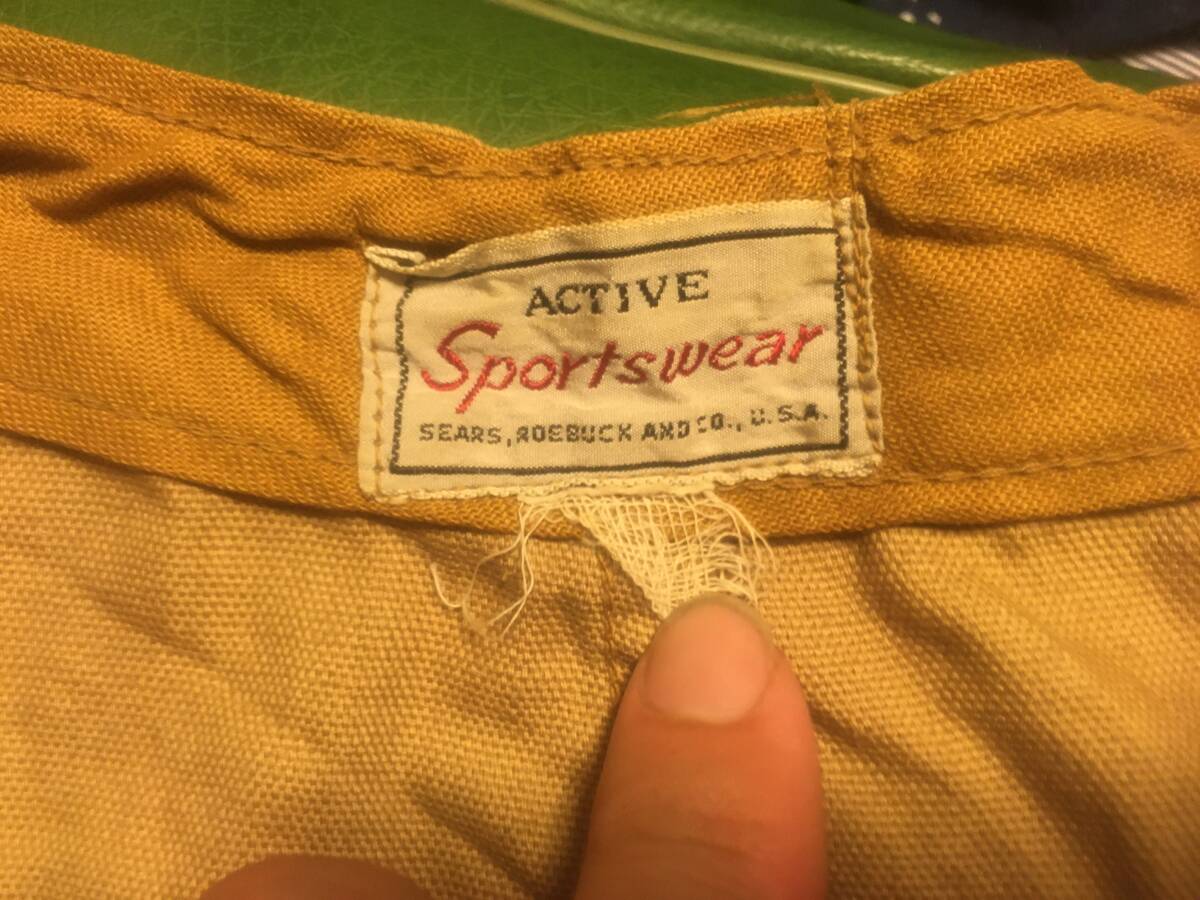 ACTIVE
Sportswear
SEARS, ROEBUCK AND CO., U.S.A.